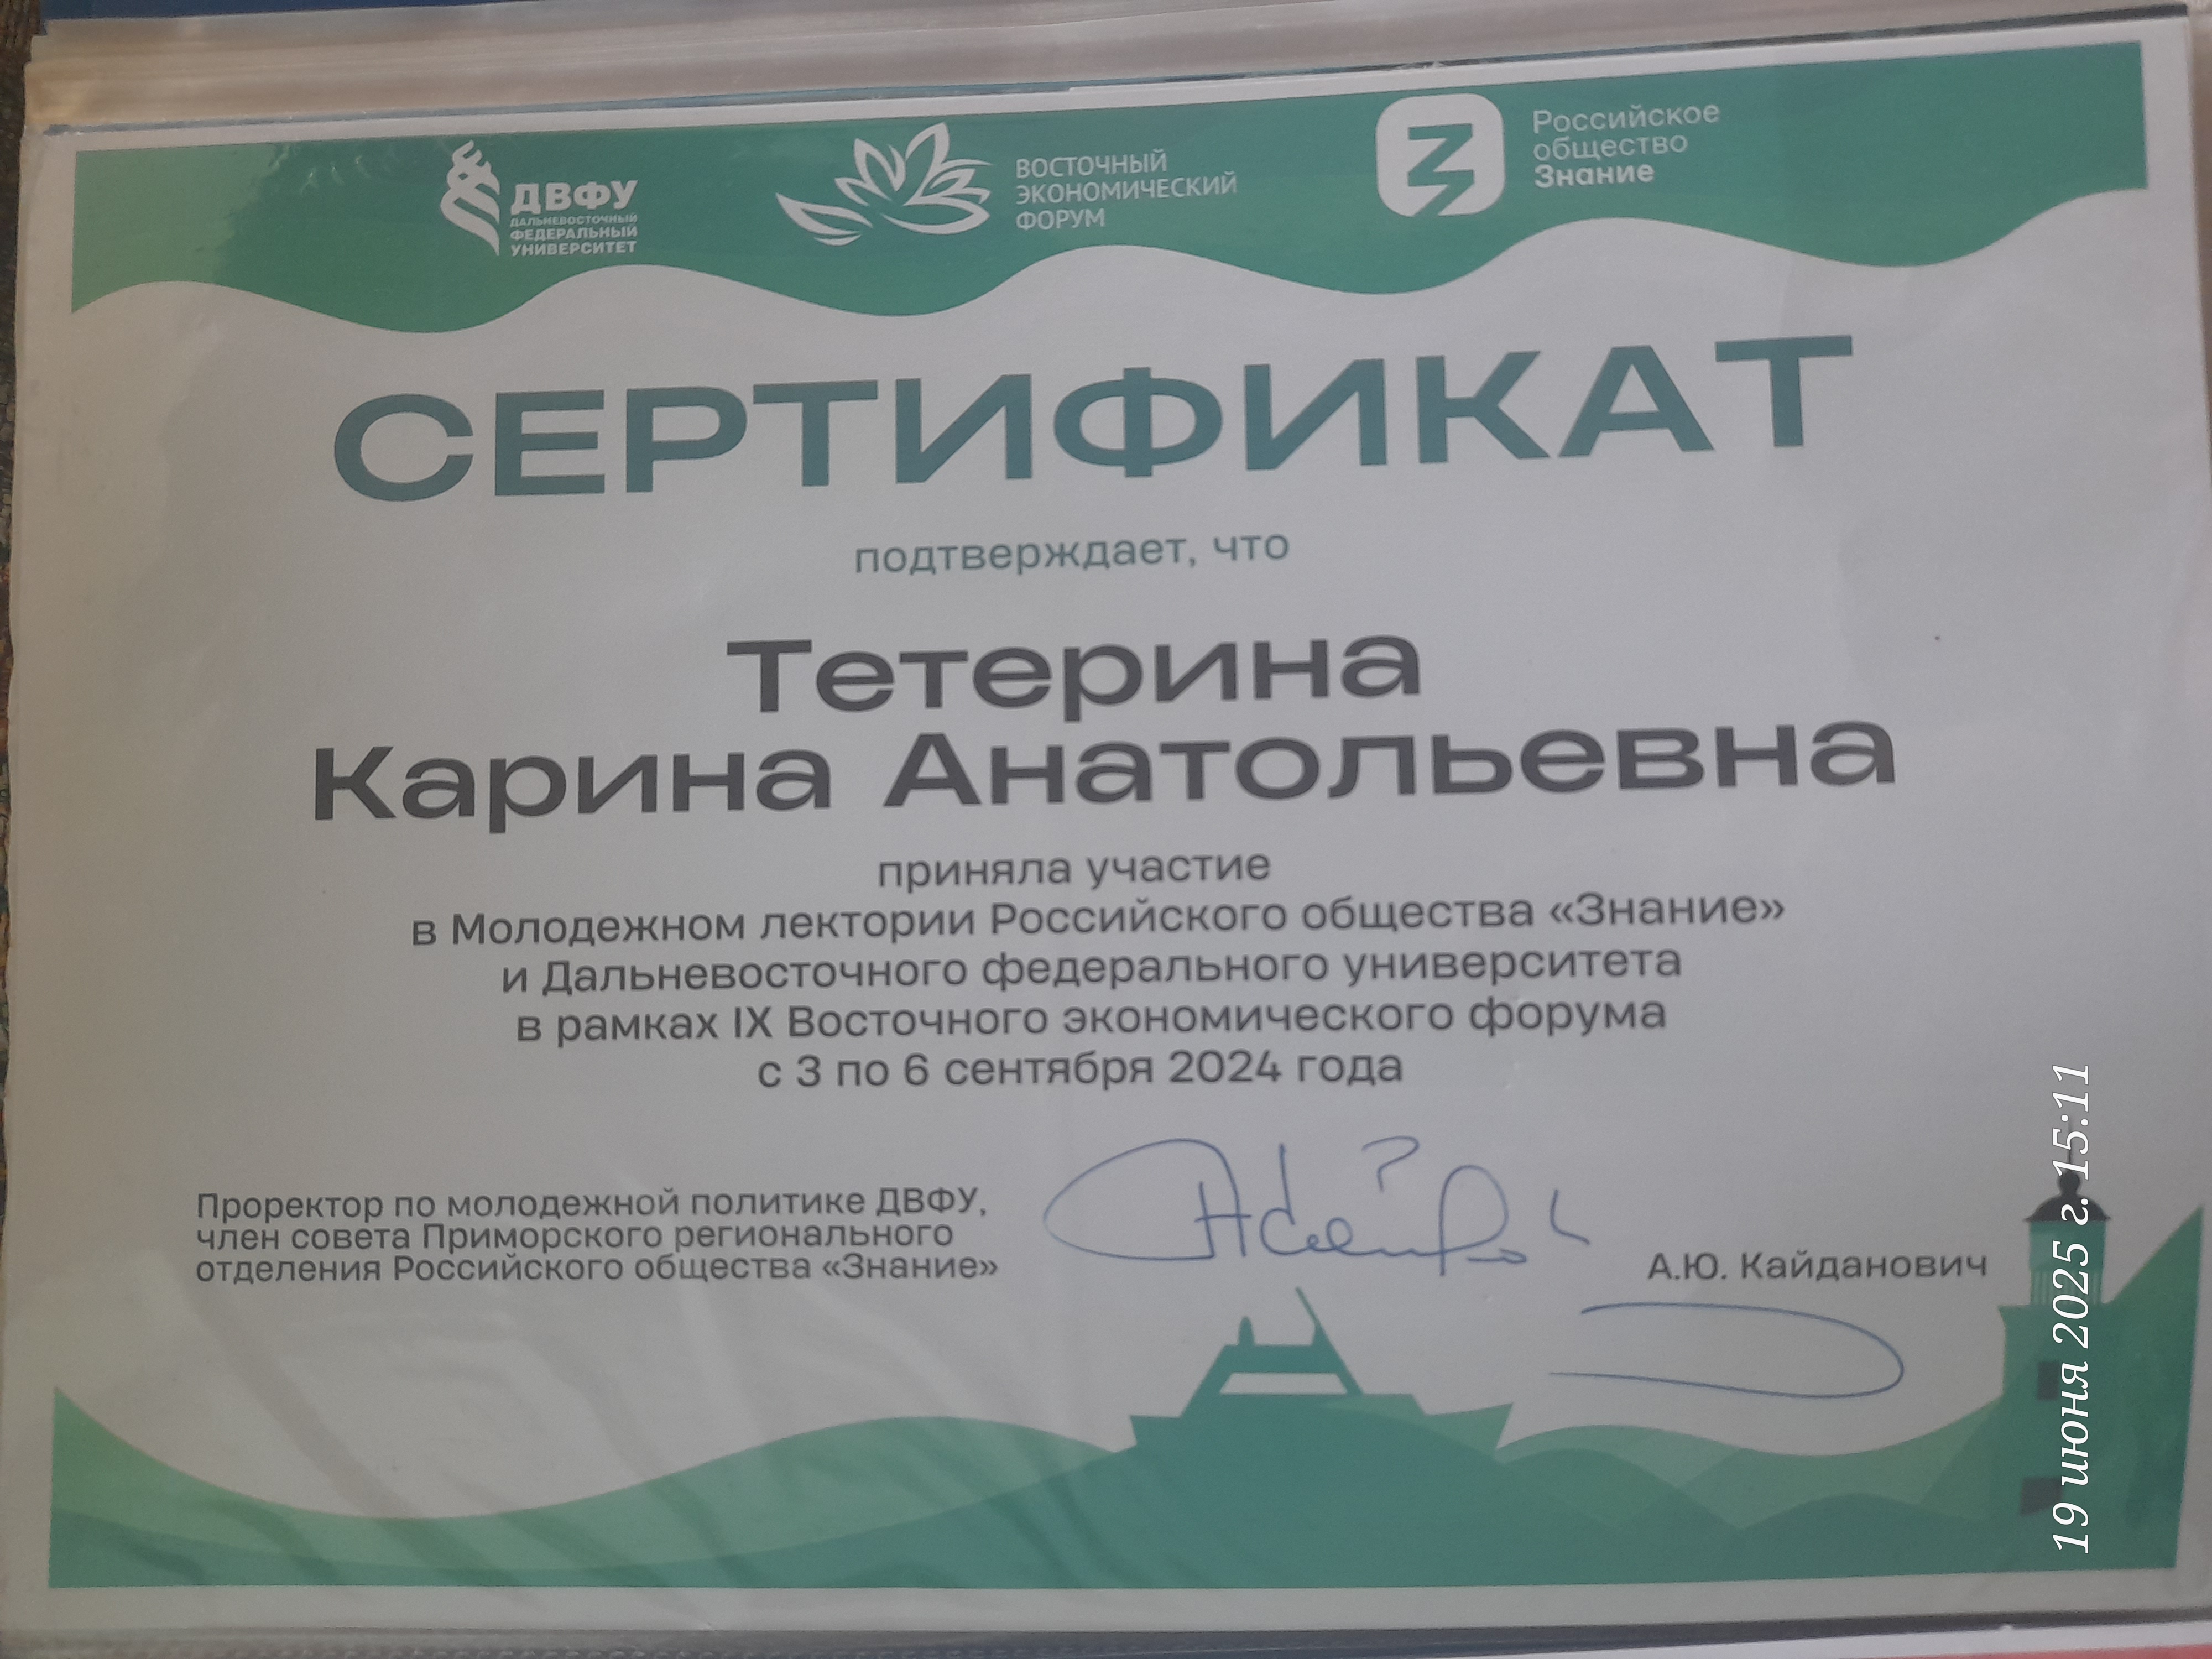 ДВФУ
ДАЛЬНЕВОСТОЧНЫЙ
ФЕДЕРАЛЬНЫЙ
УНИВЕРСИТЕТ
ВОСТОЧНЫЙ
ЭКОНОМИЧЕСКИЙ
ФОРУМ
Российское
общество
Знание
СЕРТИФИКАТ
подтверждает, что
Тетерина
Карина Анатольевна
приняла участие
в Молодежном лектории Российского общества «Знание»
и Дальневосточного федерального университета
в рамках IX Восточного экономического форума
с 3 по 6 сентября 2024 года
Проректор по молодежной политике ДВФУ,
член совета Приморского регионального
отделения Российского общества «Знание»
А.Ю. Кайданович
19 июня 2025 г. 15:11